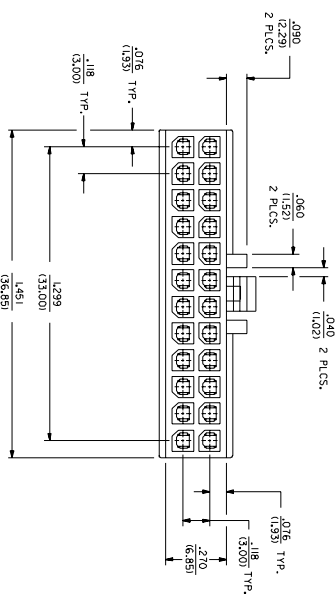 .090
(2.29)
2 PLCS.
.118
(3.00) TYP.
.076
(1.93) TYP.
.060
(1.52)
2 PLCS.
.040
(1.02) 2 PLCS.
1.299
(33.00)
1.451
(36.85)
.076
(1.93) TYP.
.118
(3.00) TYP.
.270
(6.85)